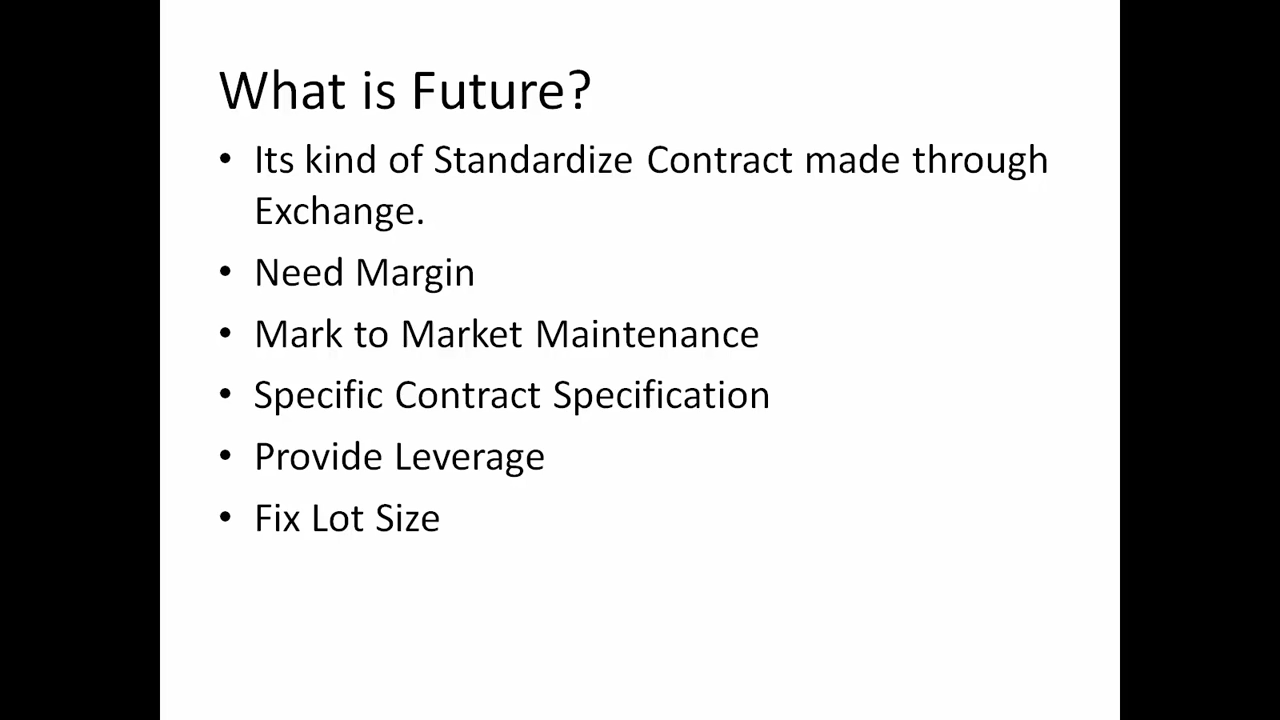 What is Future?
• Its kind of Standardize Contract made through
Exchange.
• Need Margin
• Mark to Market Maintenance
• Specific Contract Specification
• Provide Leverage
• Fix Lot Size